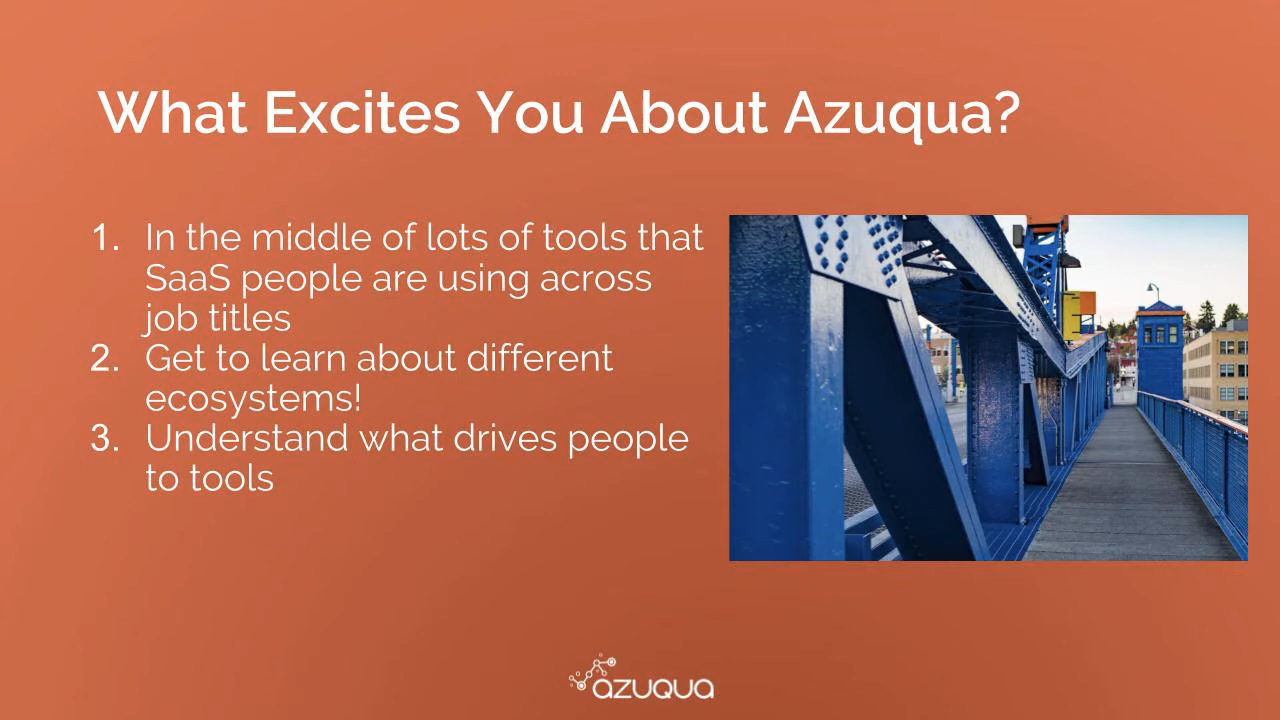 What Excites You About Azuqua?
1. In the middle of lots of tools that
SaaS people are using across
job titles
2. Get to learn about different
ecosystems!
3. Understand what drives people
to tools
azuqua